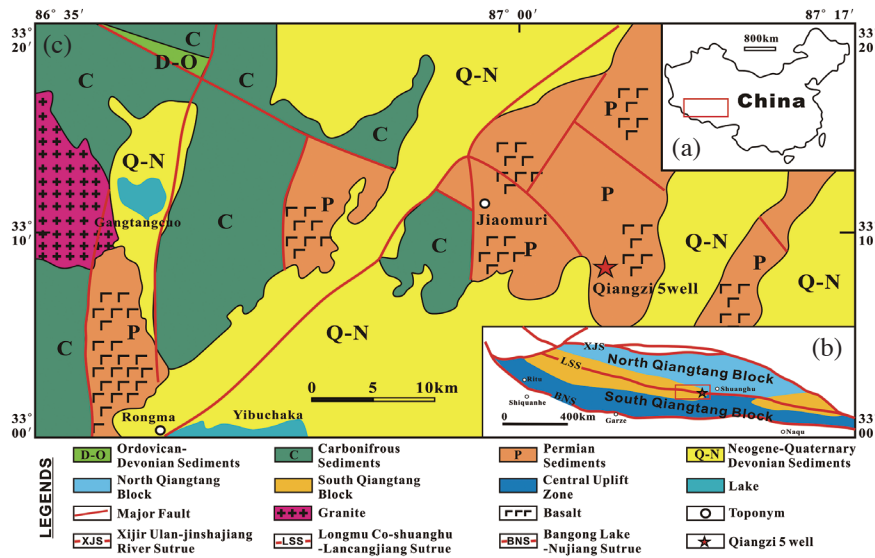 86° 35′
87° 00′
87° 17′
33°
20′
33
20
(c)
C
C
D-O
C
Q-N
P
800km
China
(a)
Q-N
C
P
P
Gangtangcuo
Jiaomuri
33°
10′
33
10
C
P
Q-N
P
Q-N
Qiangzi 5well
P
C
Q-N
0 5 10km
Rongma
Yibuchaka
33
00′
33
00
(b)
XJS
North Qiangtang Block
LSS
Ritu
Shuanghu
Shiquanhe
BNS
South Qiangtang Block
0 400km
Garze
Naqu
LEGENDS
D-O Ordovican-
Devonian Sediments
C Carbonifrous
Sediments
P Permian
Sediments
Q-N Neogene-Quaternary
Devonian Sediments
North Qiangtang
Block
South Qiangtang
Block
Central Uplift
Zone
Lake
Major Fault
Granite
Basalt
Toponym
XJS Xijir Ulan-jinshajiang
River Sutrue
LSS Longmu Co-shuanghu
-Lancangjiang Sutrue
BNS Bangong Lake
-Nujiang Sutrue
Qiangzi 5 well